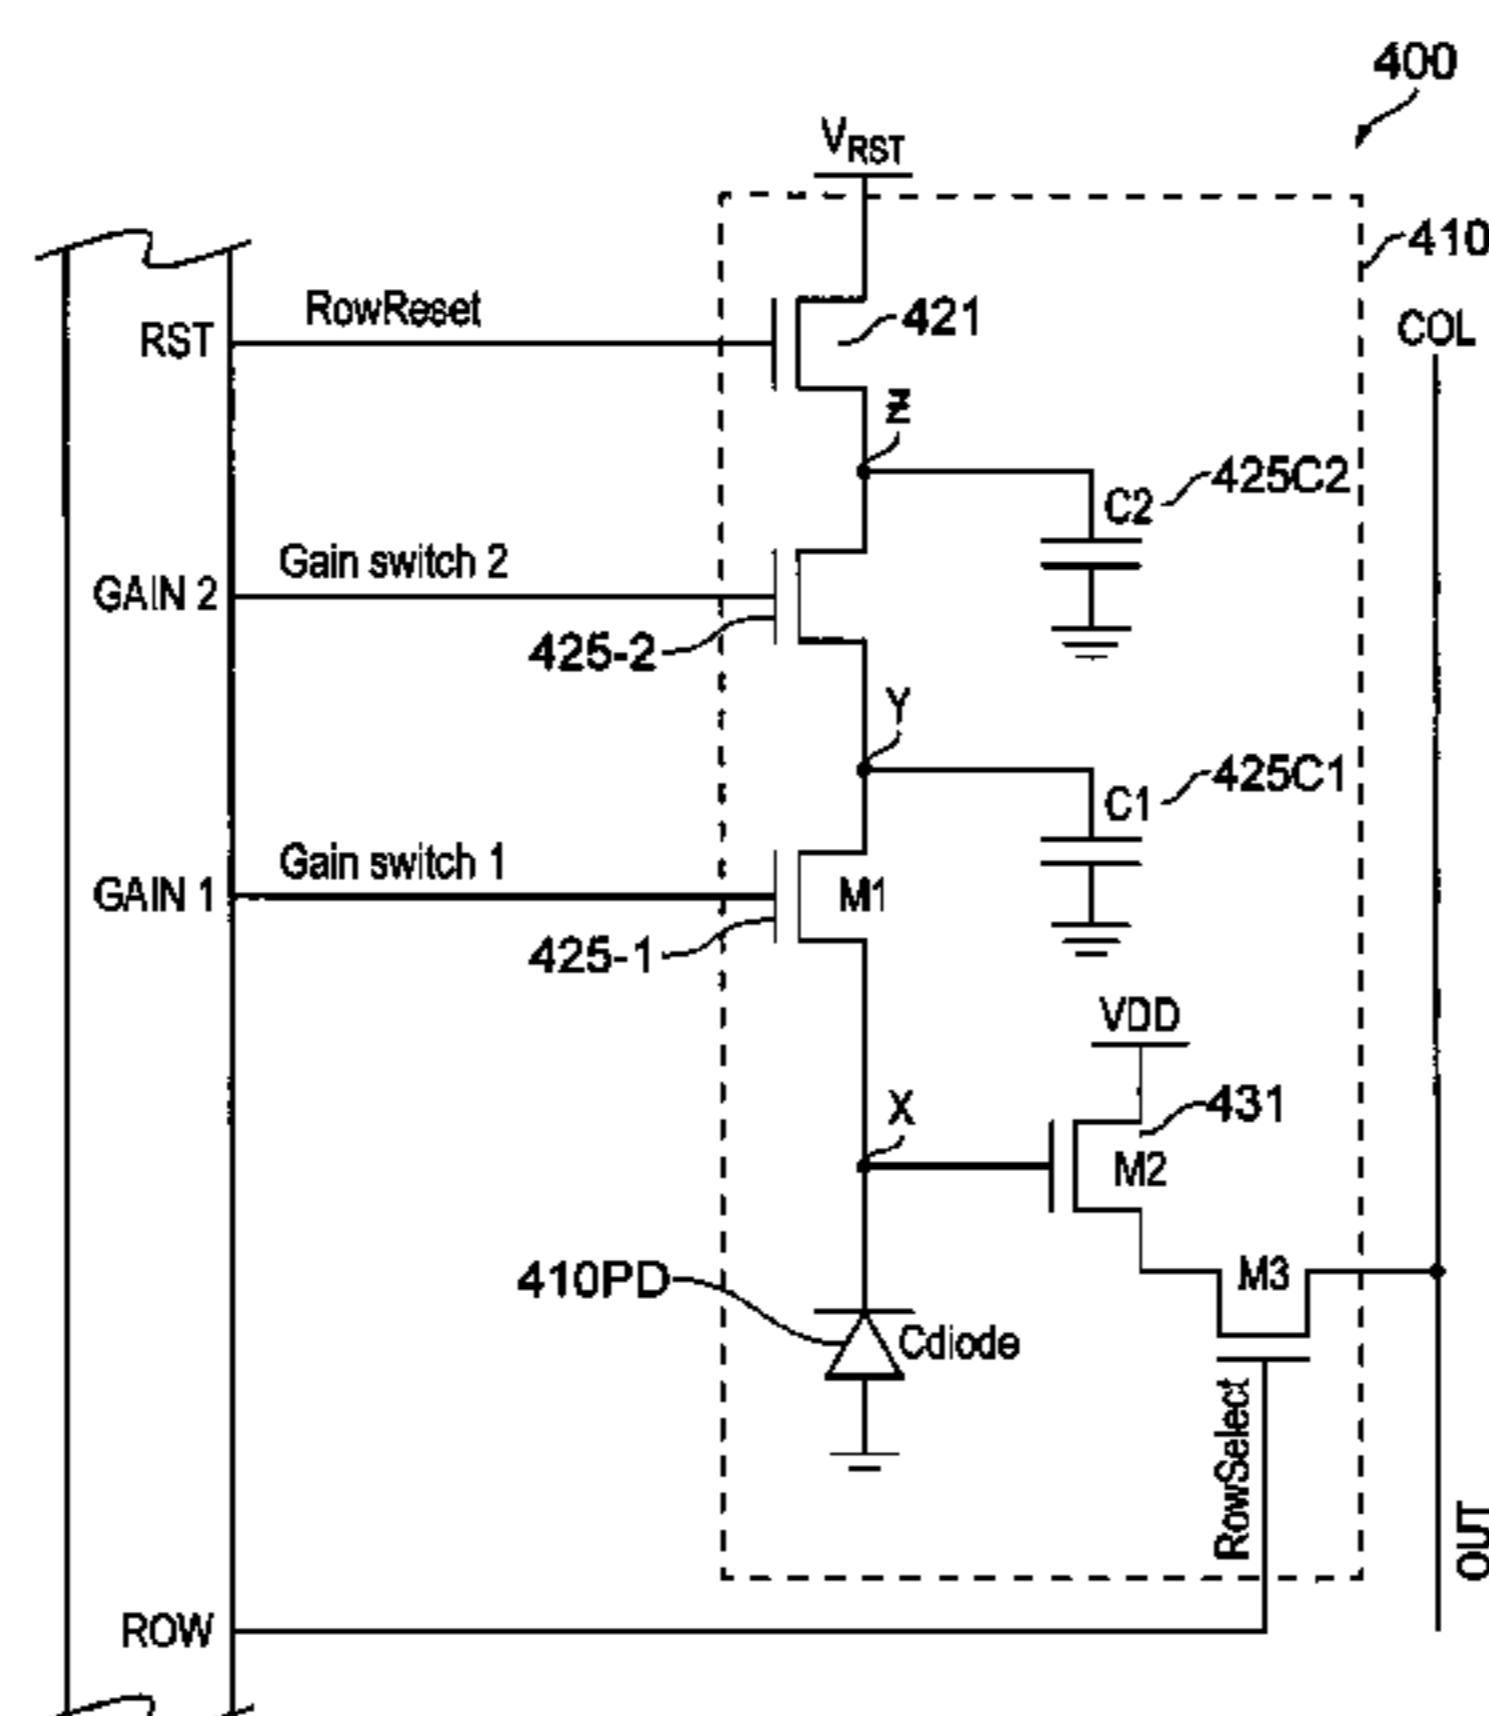 400
VRST
410
RowReset
421
RST
COL
Z
425C2
C2
Gain switch 2
GAIN 2
425-2
Y
425C1
C1
Gain switch 1
GAIN 1
M1
425-1
VDD
X
431
M2
410PD
M3
Cdiode
RowSelect
OUT
ROW